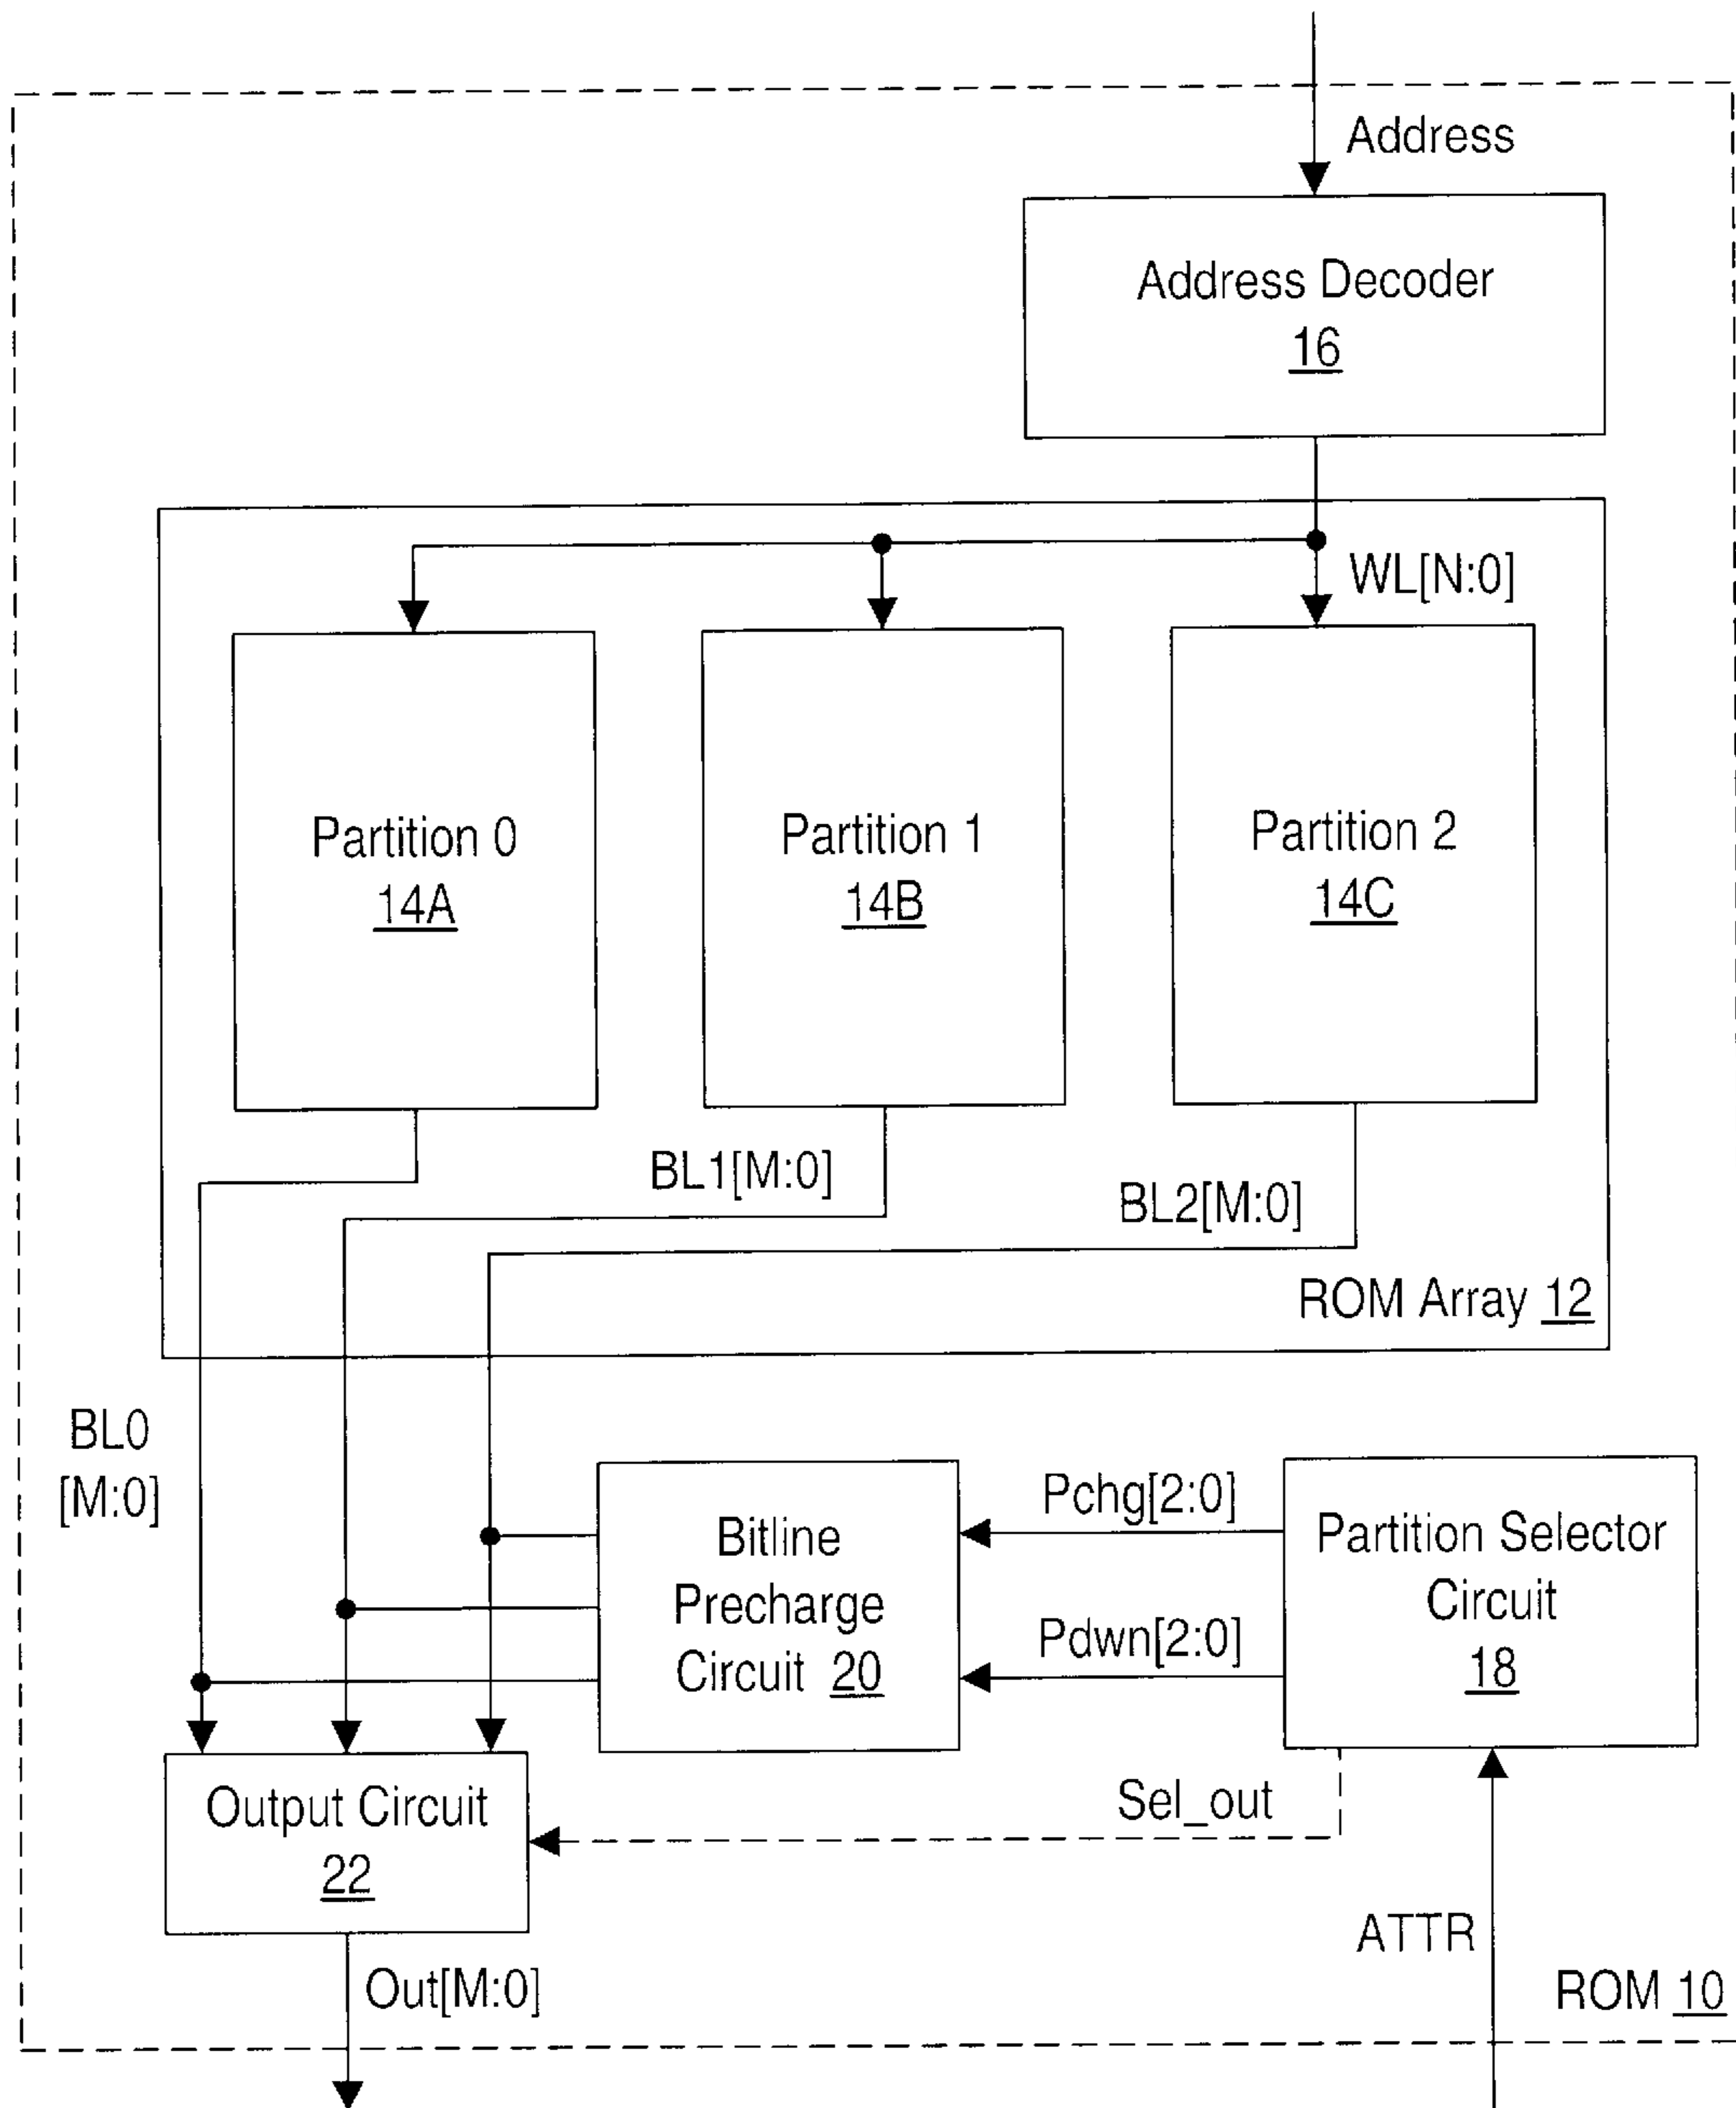 Address
Address Decoder
16
WL[N:0]
Partition 0
14A
Partition 1
14B
Partition 2
14C
BL1[M:0]
BL2[M:0]
ROM Array 12
BL0
[M:0]
Bitline
Precharge
Circuit 20
Pchg[2:0]
Pdwn[2:0]
Partition Selector
Circuit
18
Output Circuit
22
Sel_out
ATTR
Out[M:0]
ROM 10